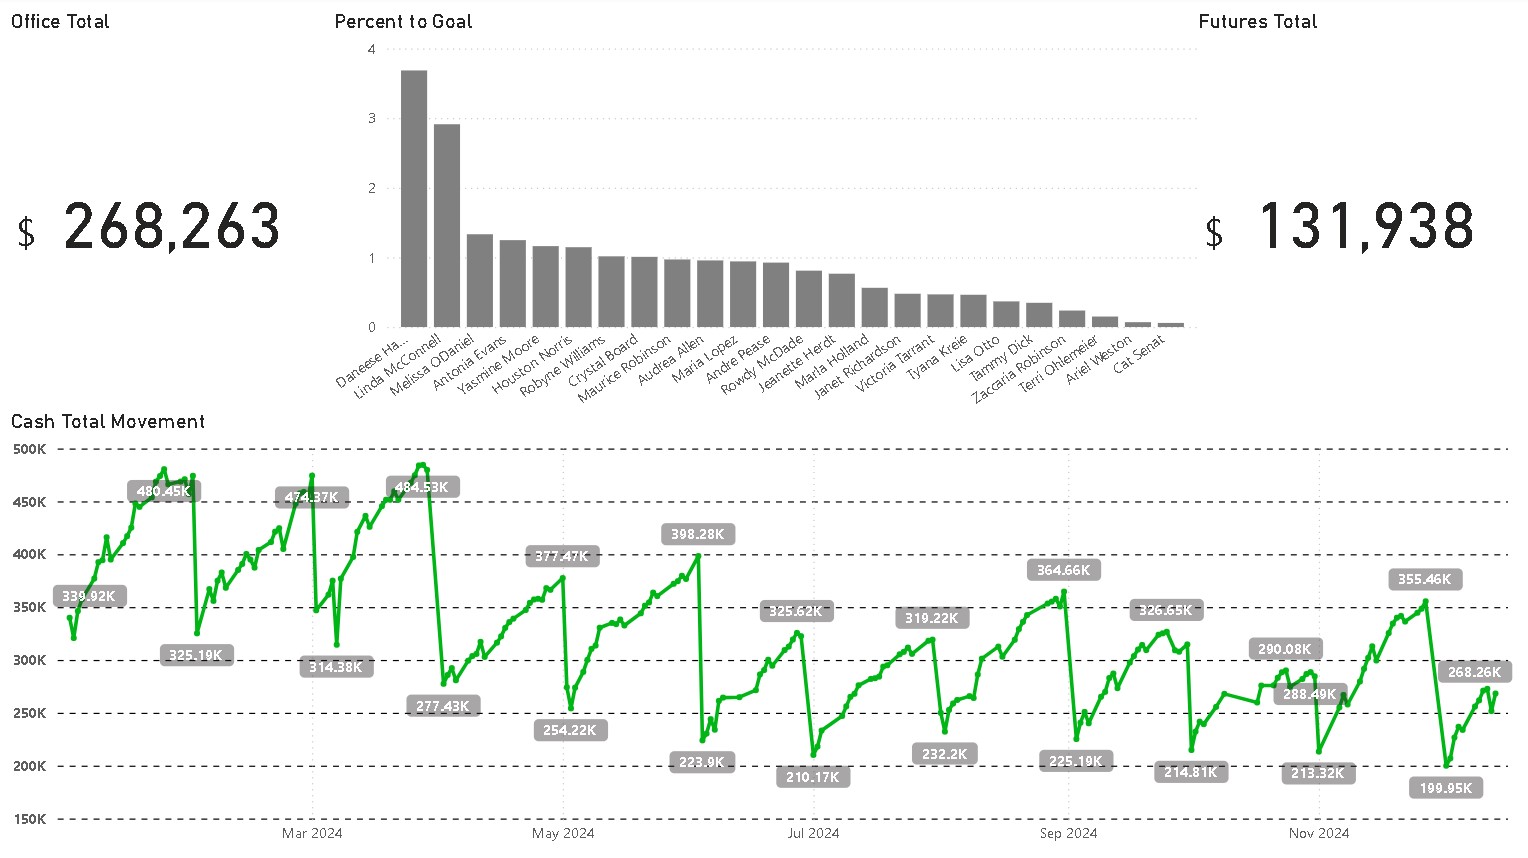 Office Total
Percent to Goal
Futures Total
$ 268,263
4
3
2
1
0
Daneese Ha...
Linda McConnell
Melissa ODaniel
Antonia Evans
Yasmine Moore
Houston Norris
Robyne Williams
Crystal Board
Maurice Robinson
Audrea Allen
Maria Lopez
Andre Pease
Rowdy McDade
Jeanette Herdt
Marla Holland
Janet Richardson
Victoria Tarrant
Tyana Kreie
Lisa Otto
Tammy Dick
Zaccaria Robinson
Terri Ohlemeier
Ariel Weston
Cat Senat
$ 131,938
Cash Total Movement
500K
450K
400K
350K
300K
250K
200K
150K
339.92K
480.45K
325.19K
474.37K
314.38K
484.53K
277.43K
377.47K
254.22K
398.28K
223.9K
325.62K
210.17K
319.22K
232.2K
364.66K
225.19K
326.65K
214.81K
290.08K
288.49K
213.32K
355.46K
199.95K
268.26K
Mar 2024
May 2024
Jul 2024
Sep 2024
Nov 2024